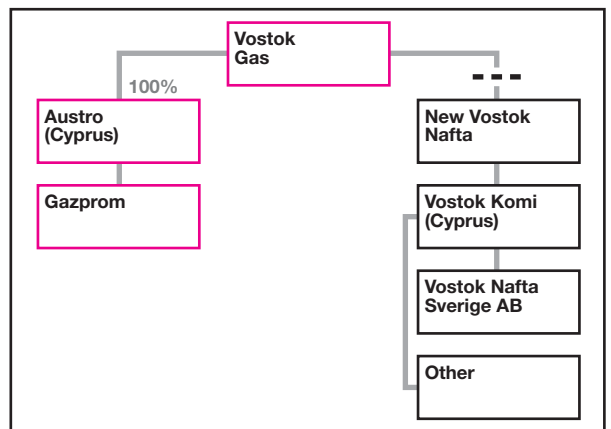 Vostok
Gas
100%
Austro
(Cyprus)
New Vostok
Nafta
Gazprom
Vostok Komi
(Cyprus)
Vostok Nafta
Sverige AB
Other